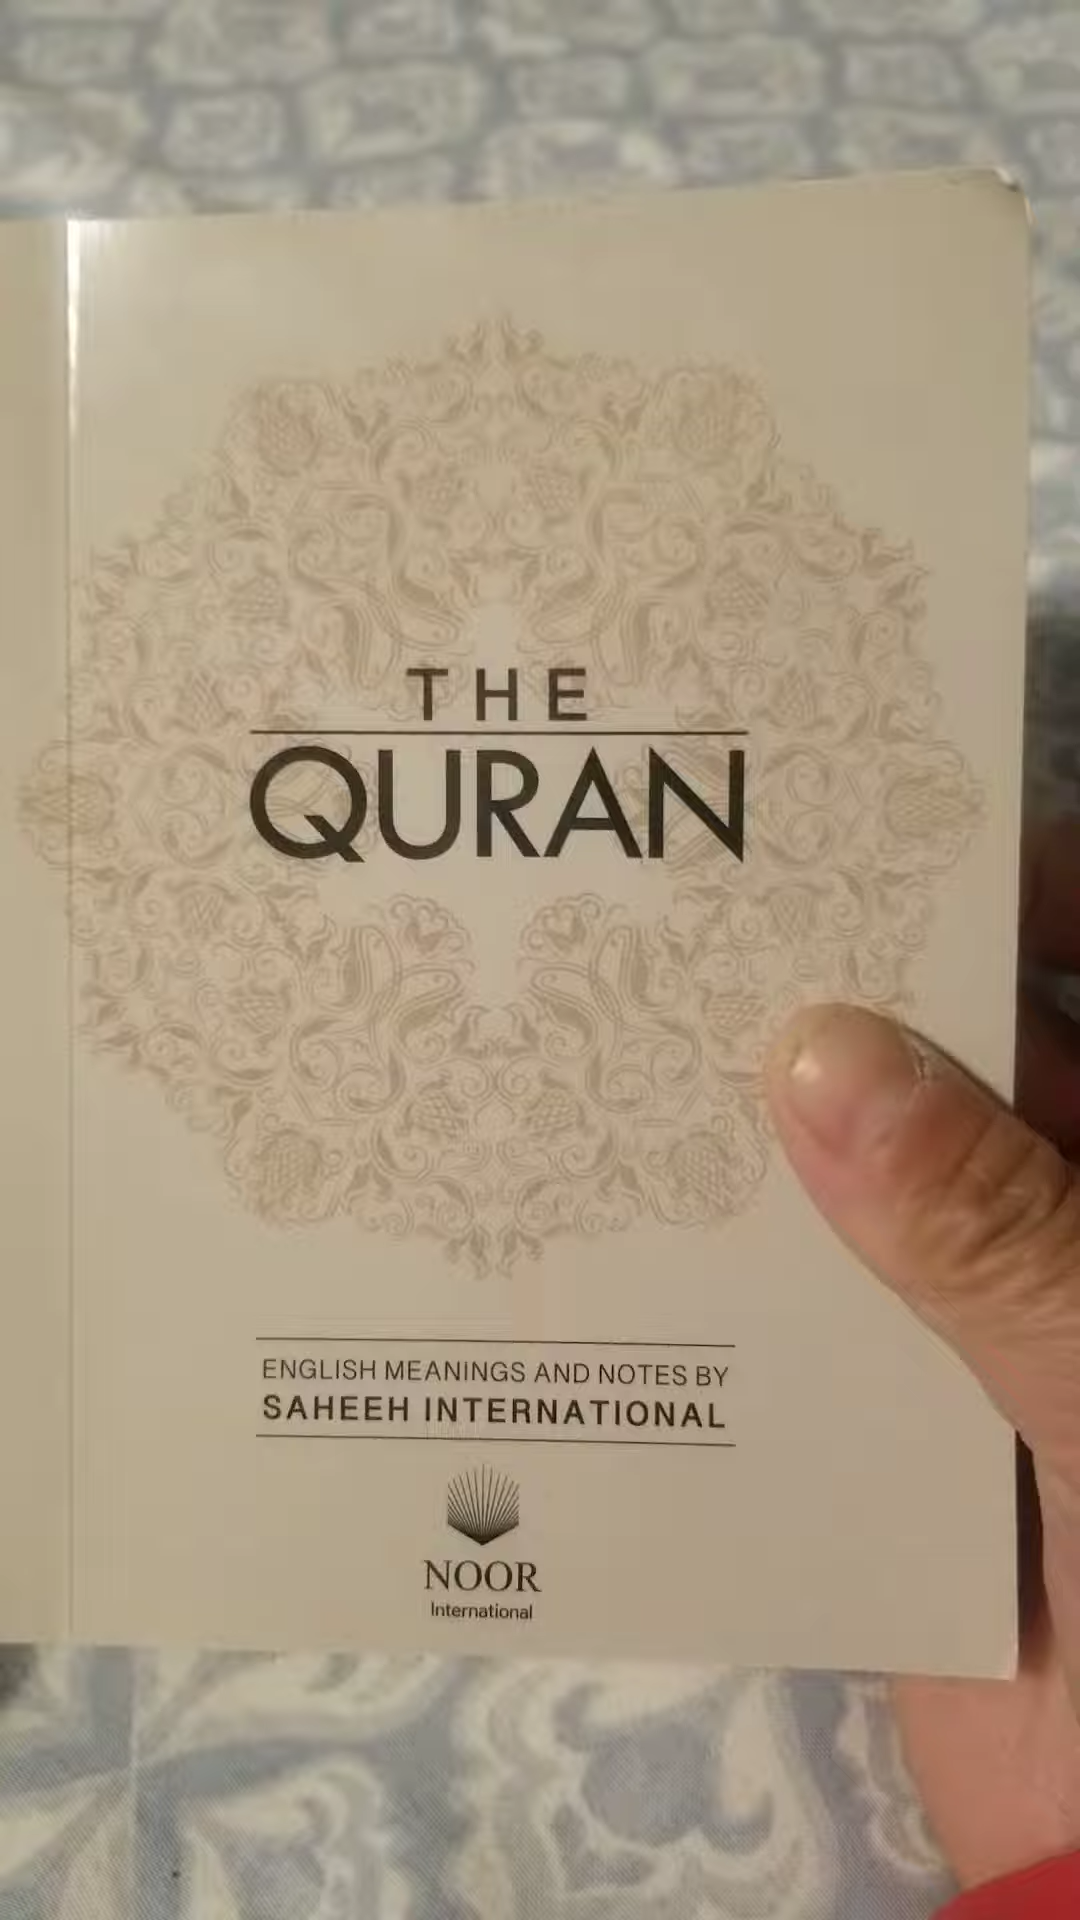 THE
QURAN
ENGLISH MEANINGS AND NOTES BY
SAHEEH INTERNATIONAL
NOOR
International